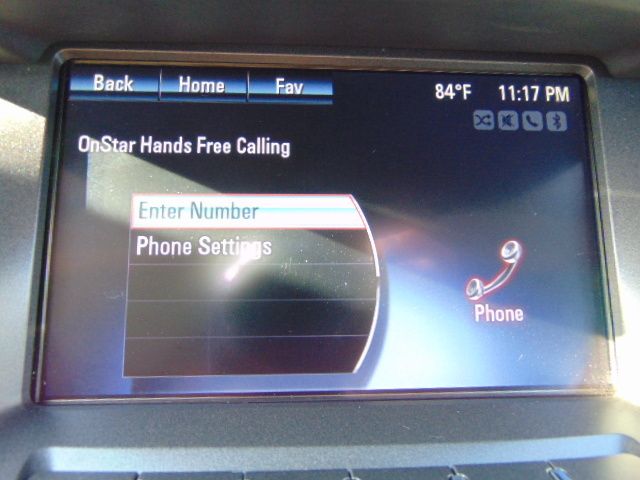 Back Home Fav 84°F 11:17 PM
OnStar Hands Free Calling
Enter Number
Phone Settings
Phone